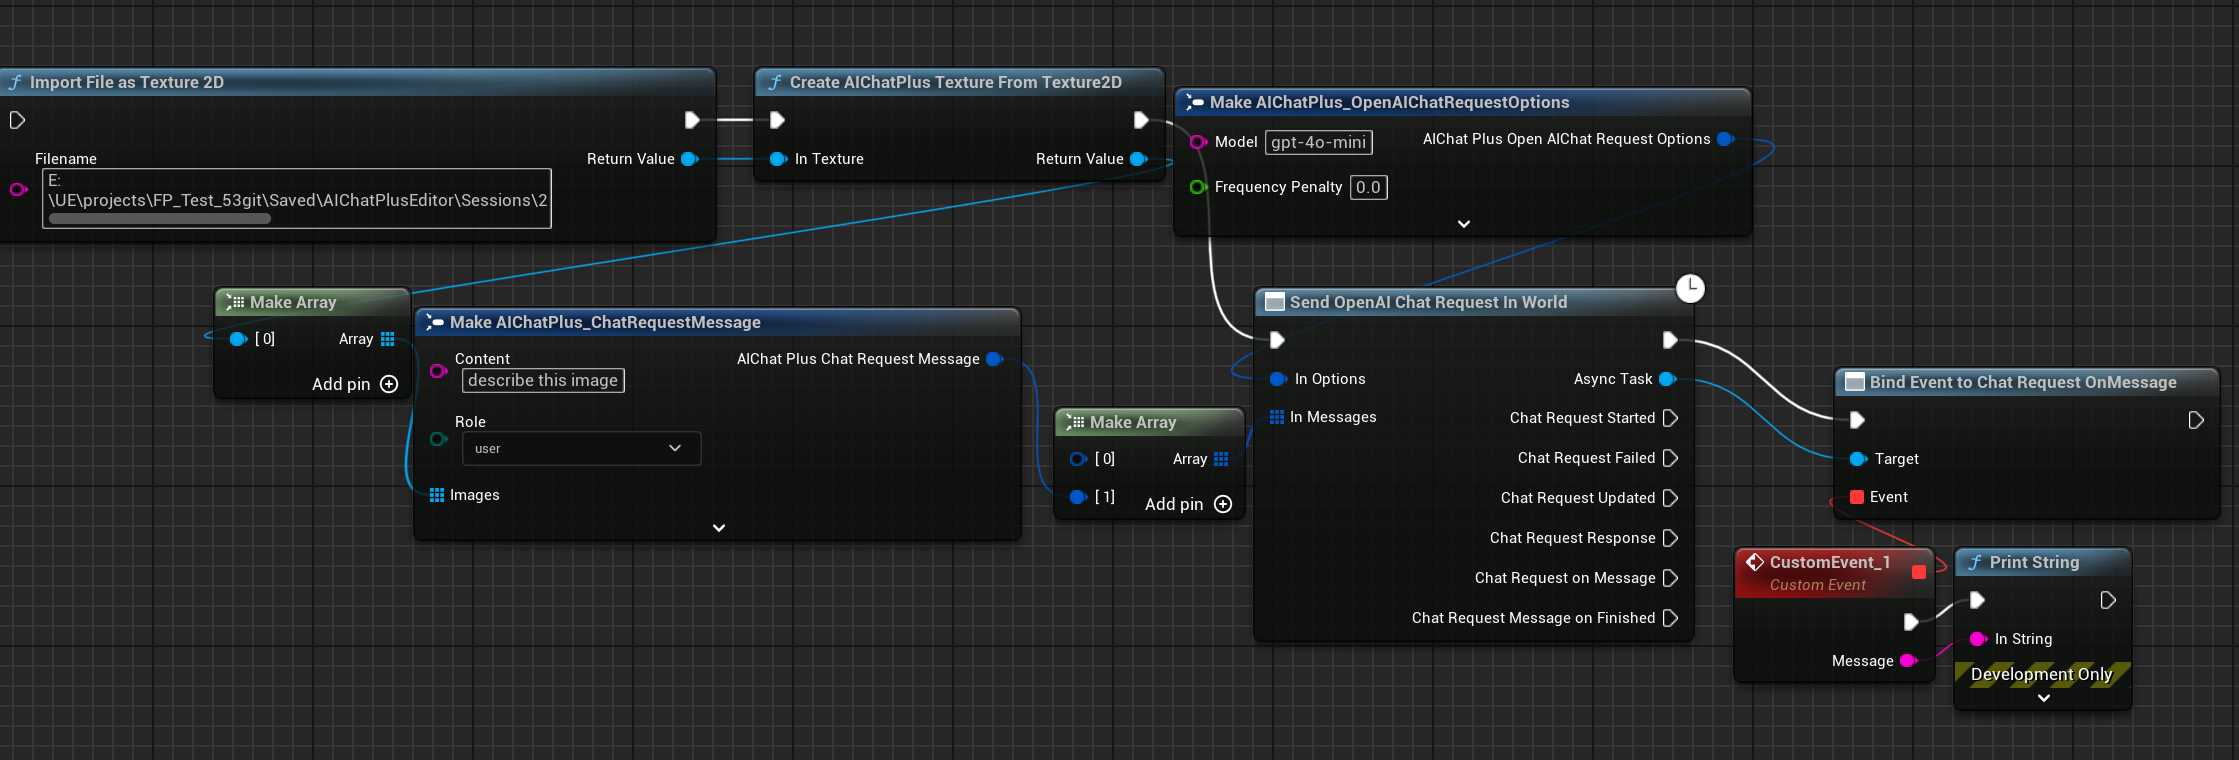 Import File as Texture 2D
Filename
E:
\UE\projects\FP_Test_53git\Saved\AIChatPlusEditor\Sessions\2
Return Value
Create AIChatPlus Texture From Texture2D
In Texture
Return Value
Make AIChatPlus_OpenAIChatRequestOptions
Model
gpt-4o-mini
AIChat Plus Open AIChat Request Options
Frequency Penalty
0.0
Make Array
[ 0]
Array
Add pin
Make AIChatPlus_ChatRequestMessage
Content
describe this image
AIChat Plus Chat Request Message
Role
user
Images
Make Array
[ 0]
Array
[ 1]
Add pin
Send OpenAI Chat Request In World
In Options
Async Task
In Messages
Chat Request Started
Chat Request Failed
Chat Request Updated
Chat Request Response
Chat Request on Message
Chat Request Message on Finished
Bind Event to Chat Request OnMessage
Target
Event
CustomEvent_1
Custom Event
Message
Print String
In String
Development Only